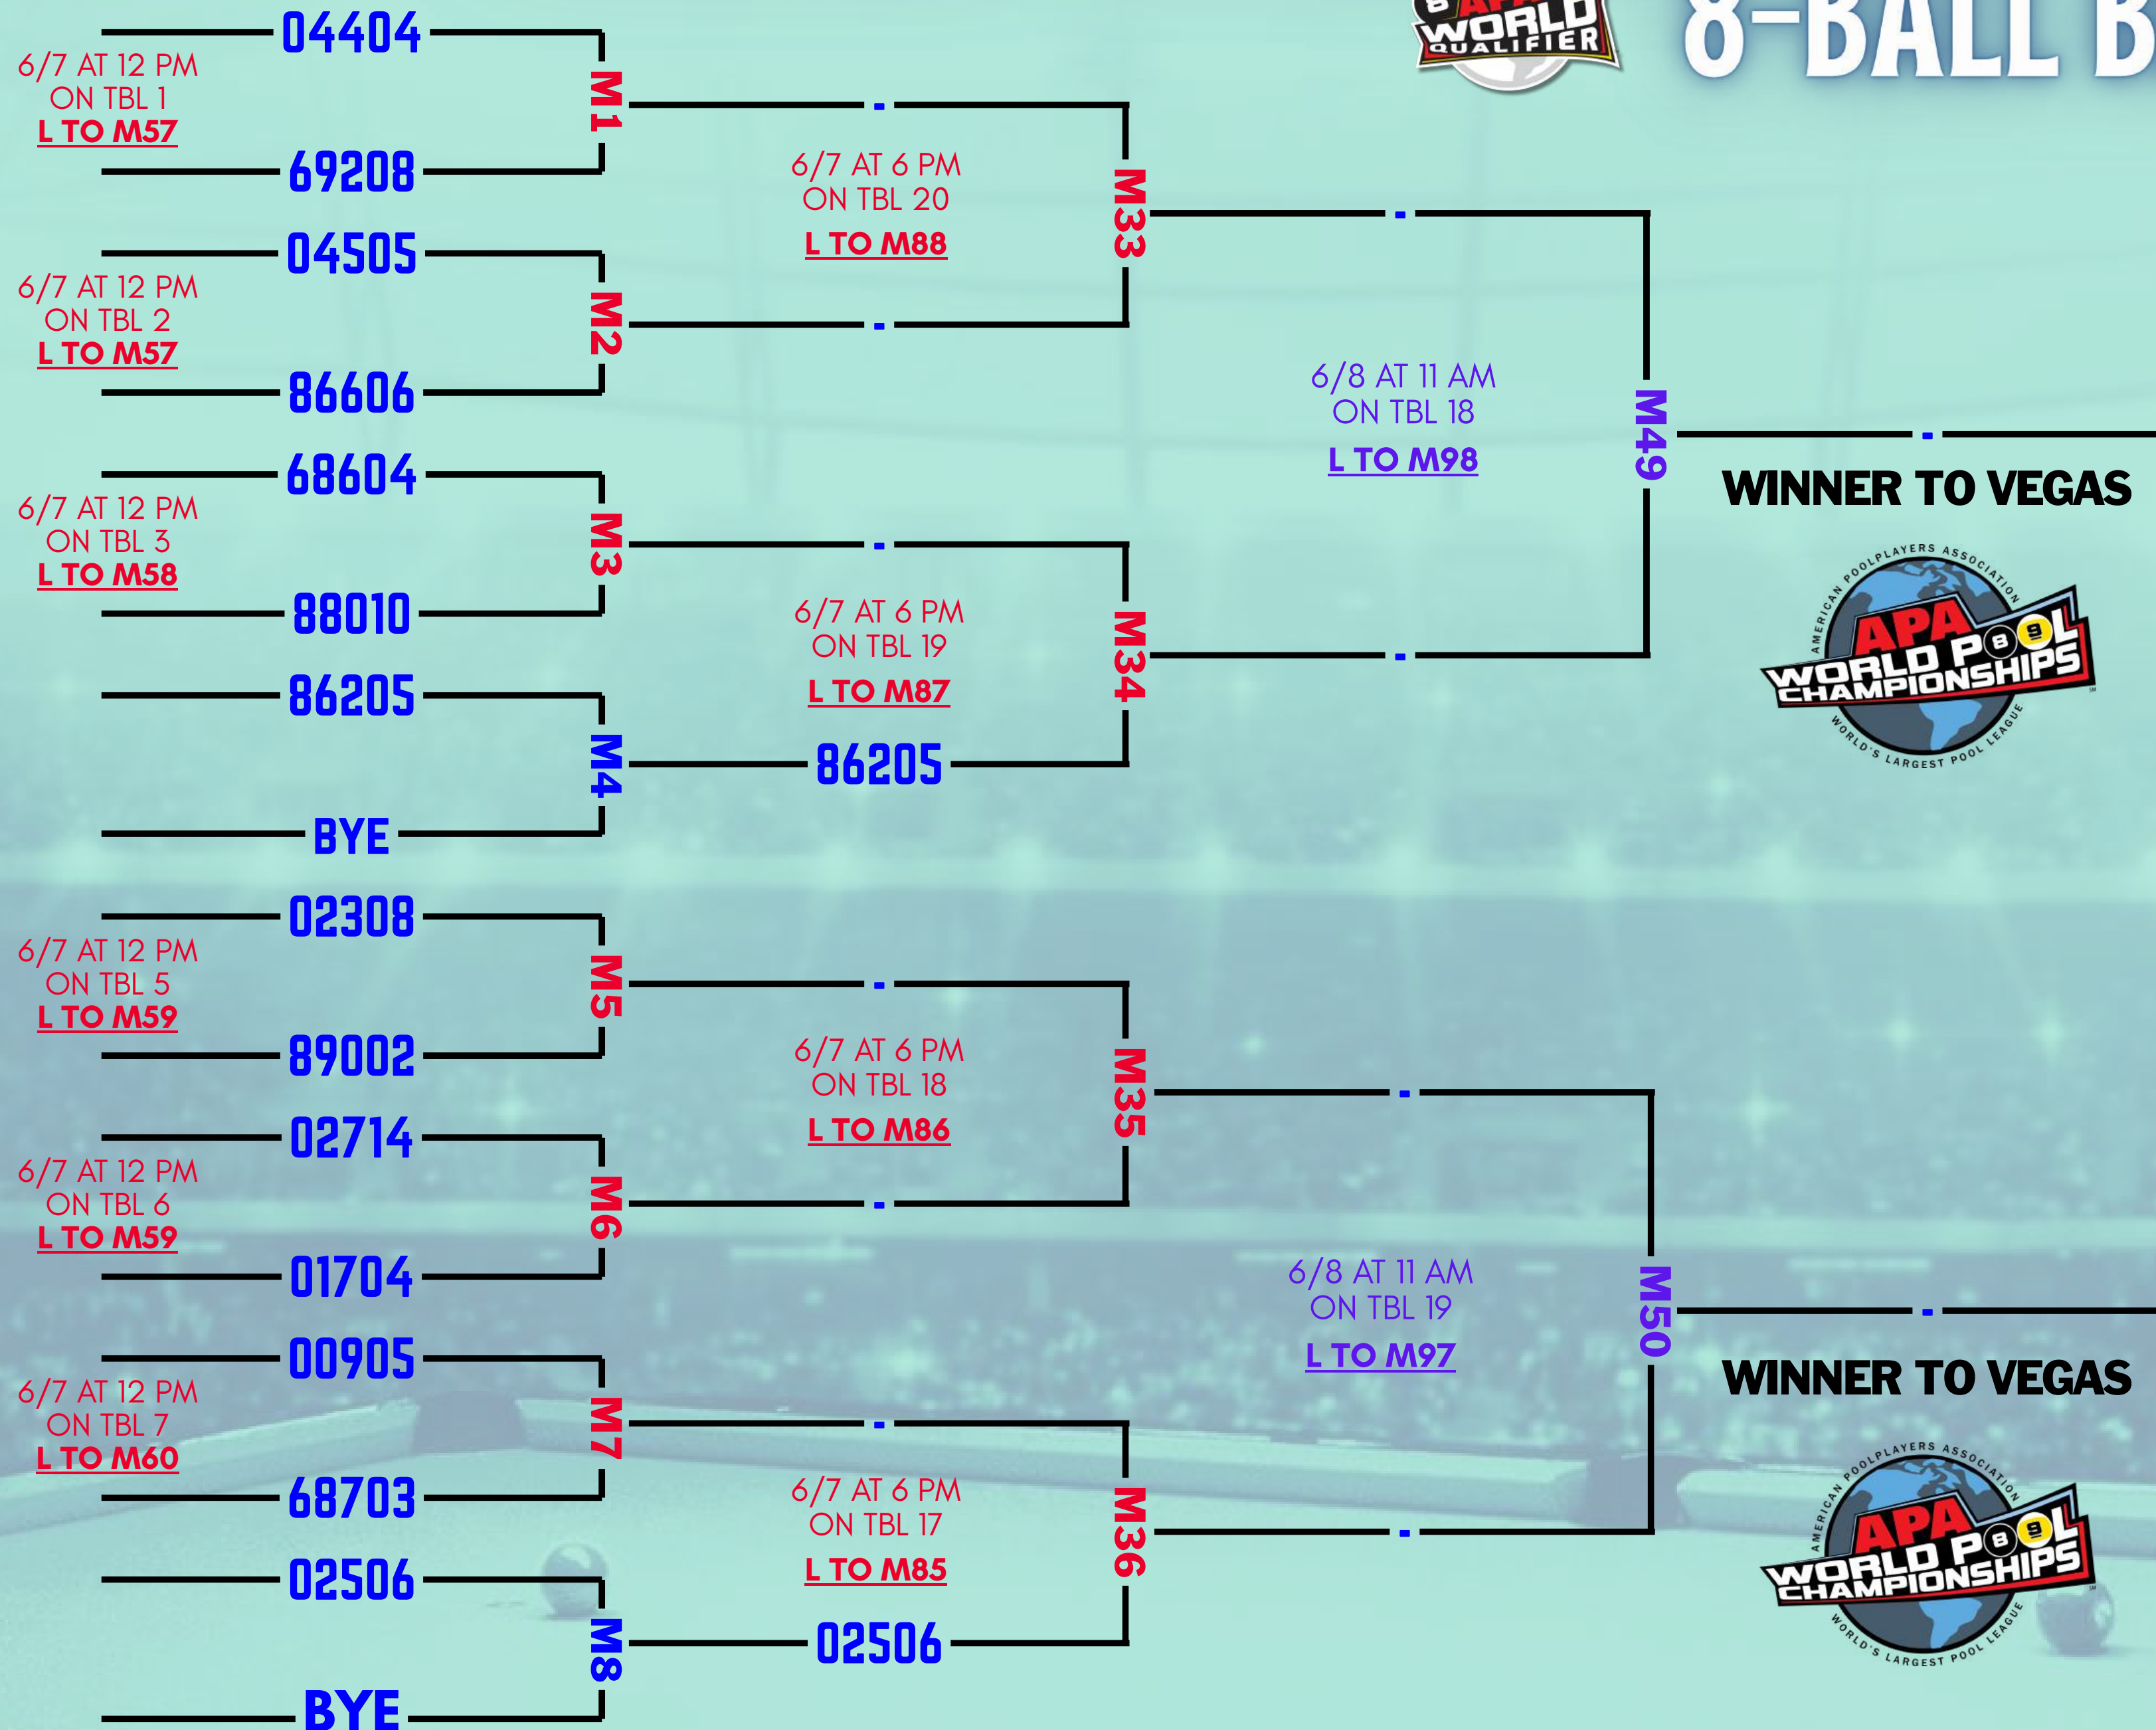 8-BALL B
8
WORLD
QUALIFIER
04404
6/7 AT 12 PM
ON TBL 1
L TO M57
69208
M1
04505
6/7 AT 12 PM
ON TBL 2
L TO M57
86606
M2
68604
6/7 AT 12 PM
ON TBL 3
L TO M58
88010
M3
86205
BYE
M4
02308
6/7 AT 12 PM
ON TBL 5
L TO M59
89002
M5
02714
6/7 AT 12 PM
ON TBL 6
L TO M59
01704
M6
00905
6/7 AT 12 PM
ON TBL 7
L TO M60
68703
M7
02506
BYE
M8
-
6/7 AT 6 PM
ON TBL 20
L TO M88
-
M33
-
6/7 AT 6 PM
ON TBL 19
L TO M87
86205
M34
-
6/7 AT 6 PM
ON TBL 18
L TO M86
-
M35
-
6/7 AT 6 PM
ON TBL 17
L TO M85
02506
M36
-
6/8 AT 11 AM
ON TBL 18
L TO M98
-
M49
-
6/8 AT 11 AM
ON TBL 19
L TO M97
-
M50
-
WINNER TO VEGAS
AMERICAN POOLPLAYERS ASSOCIATION
APA
8 9
WORLD POOL
CHAMPIONSHIPS
SM
WORLD'S LARGEST POOL LEAGUE
-
WINNER TO VEGAS
AMERICAN POOLPLAYERS ASSOCIATION
APA
8 9
WORLD POOL
CHAMPIONSHIPS
SM
WORLD'S LARGEST POOL LEAGUE